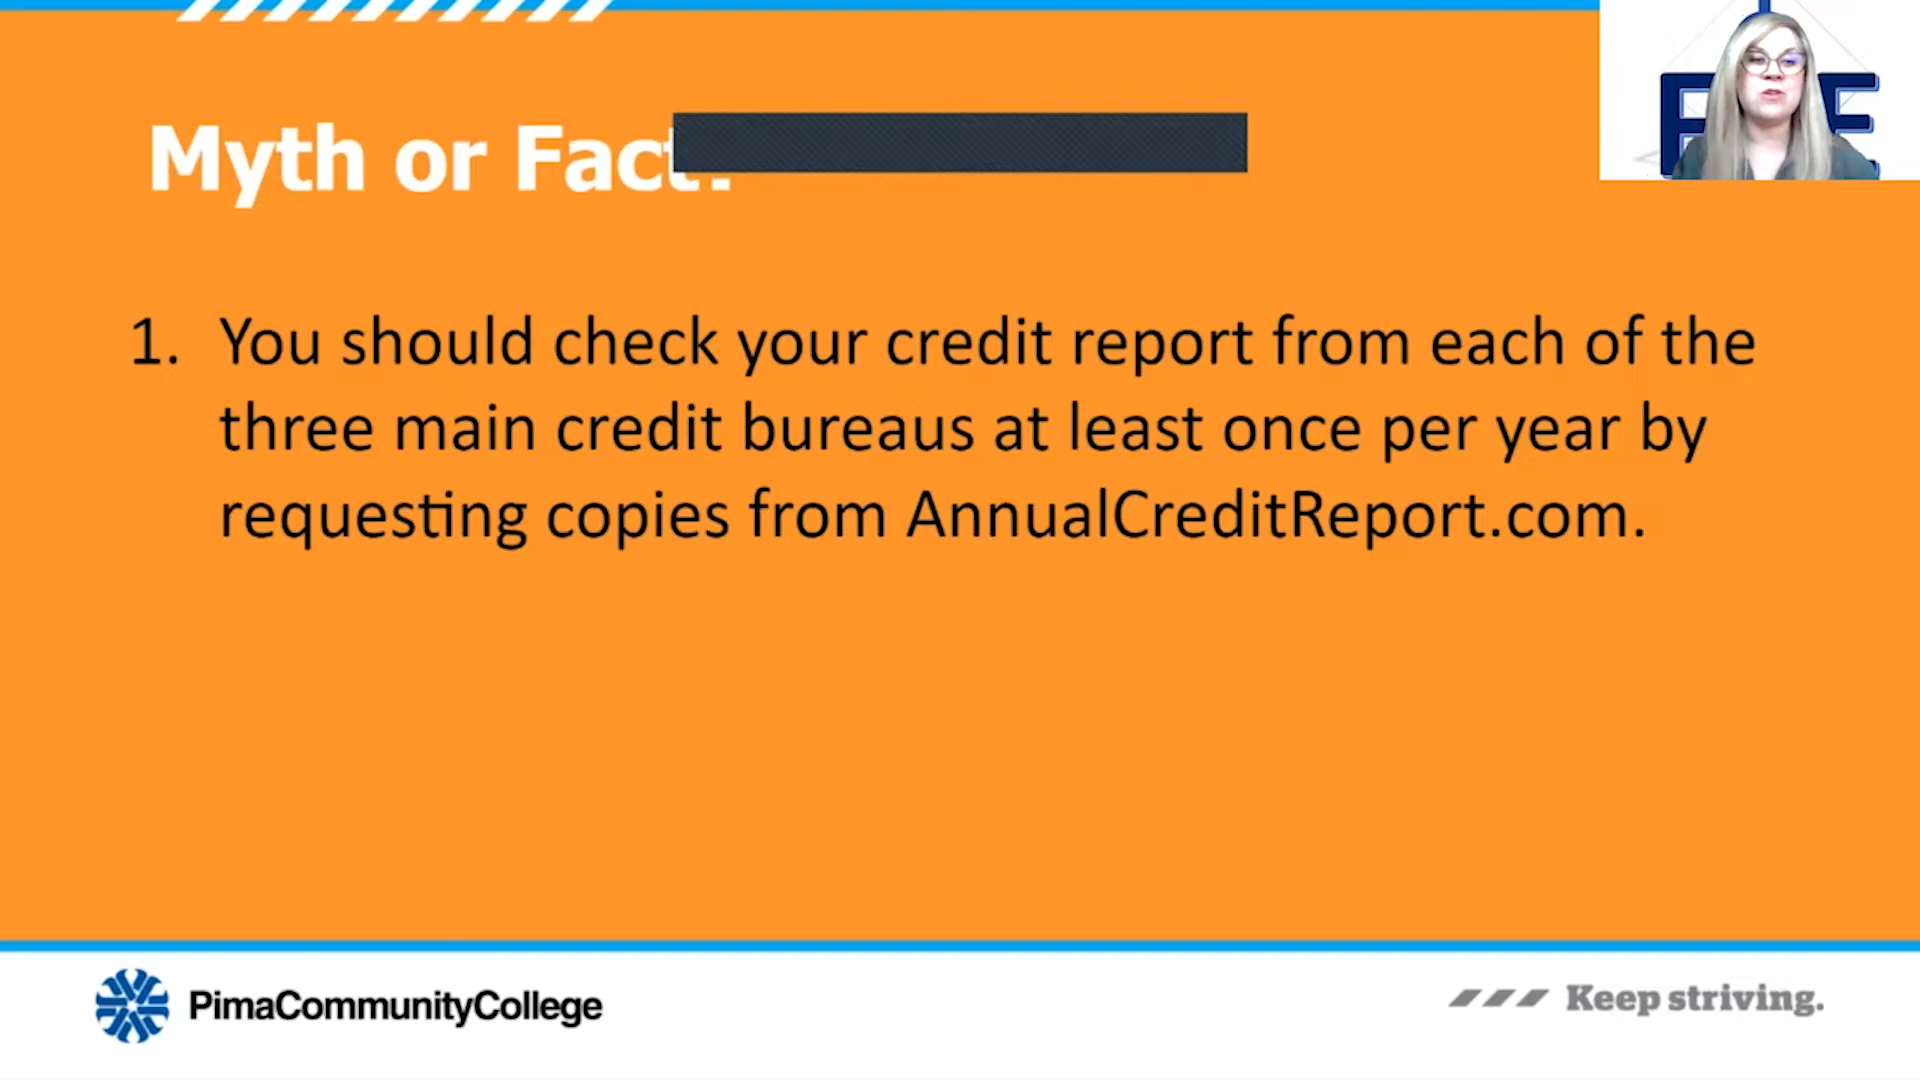 Myth or Fact?
1. You should check your credit report from each of the
three main credit bureaus at least once per year by
requesting copies from AnnualCreditReport.com.
PimaCommunityCollege
Keep striving.